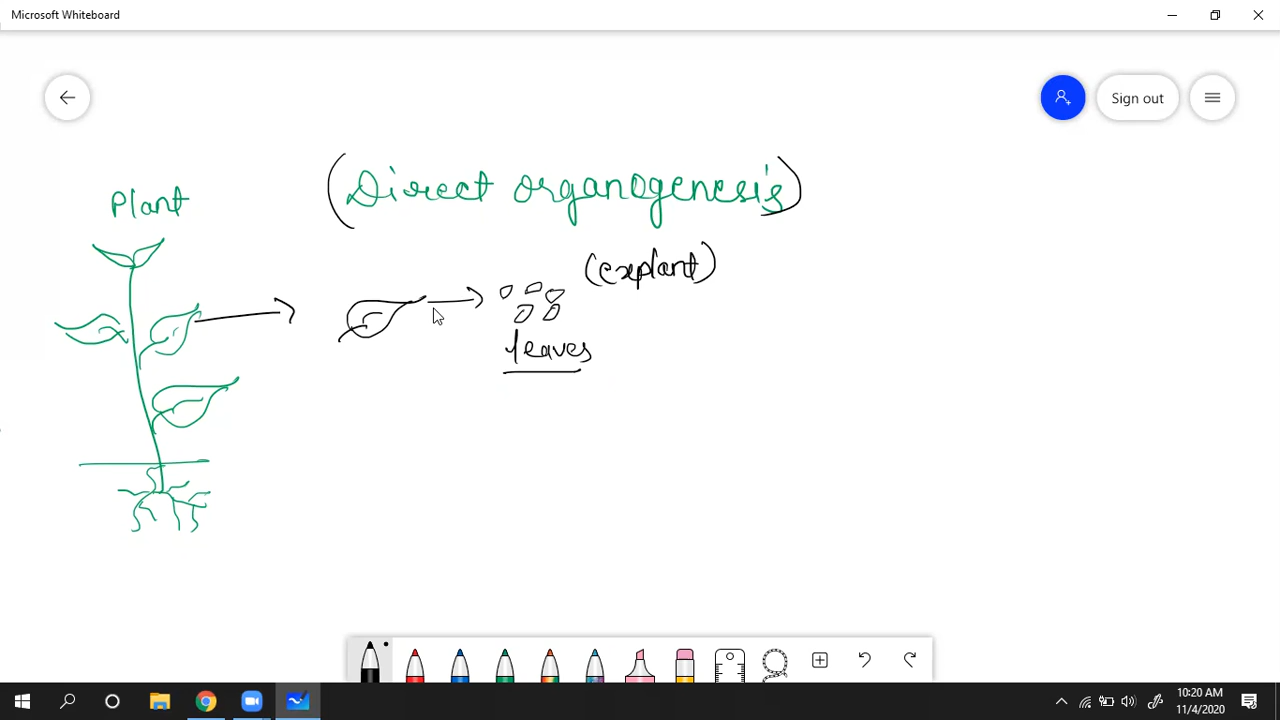 Microsoft Whiteboard
Sign out
(Direct organogenesis)
Plant
(explant)
leaves
10:20 AM
11/4/2020